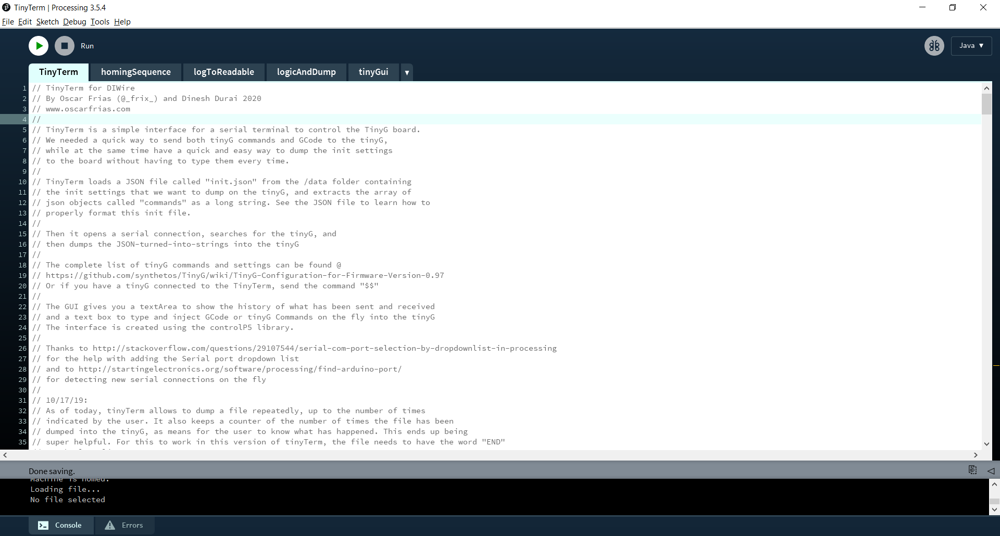 TinyTerm | Processing 3.5.4
File Edit Sketch Debug Tools Help
Run
Java ▼
TinyTerm homingSequence logToReadable logicAndDump tinyGui ▼
1 // TinyTerm for DIWire
2 // By Oscar Frias (@_frix_) and Dinesh Durai 2020
3 // www.oscarfrias.com
4 //
5 // TinyTerm is a simple interface for a serial terminal to control the TinyG board.
6 // We needed a quick way to send both tinyG commands and GCode to the tinyG,
7 // while at the same time have a quick and easy way to dump the init settings
8 // to the board without having to type them every time.
9 //
10 // TinyTerm loads a JSON file called "init.json" from the /data folder containing
11 // the init settings that we want to dump on the tinyG, and extracts the array of
12 // json objects called "commands" as a long string. See the JSON file to learn how to
13 // properly format this init file.
14 //
15 // Then it opens a serial connection, searches for the tinyG, and
16 // then dumps the JSON-turned-into-strings into the tinyG
17 //
18 // The complete list of tinyG commands and settings can be found @
19 // https://github.com/synthetos/TinyG/wiki/TinyG-Configuration-for-Firmware-Version-0.97
20 // Or if you have a tinyG connected to the TinyTerm, send the command "$$"
21 //
22 // The GUI gives you a textArea to show the history of what has been sent and received
23 // and a text box to type and inject GCode or tinyG Commands on the fly into the tinyG
24 // The interface is created using the controlP5 library.
25 //
26 // Thanks to http://stackoverflow.com/questions/29107544/serial-com-port-selection-by-dropdownlist-in-processing
27 // for the help with adding the Serial port dropdown list
28 // and to http://startingelectronics.org/software/processing/find-arduino-port/
29 // for detecting new serial connections on the fly
30 //
31 // 10/17/19:
32 // As of today, tinyTerm allows to dump a file repeatedly, up to the number of times
33 // indicated by the user. It also keeps a counter of the number of times the file has been
34 // dumped into the tinyG, as means for the user to know what has happened. This ends up being
35 // super helpful. For this to work in this version of tinyTerm, the file needs to have the word "END"
Done saving.
Machine is homed.
Loading file...
No file selected
Console Errors